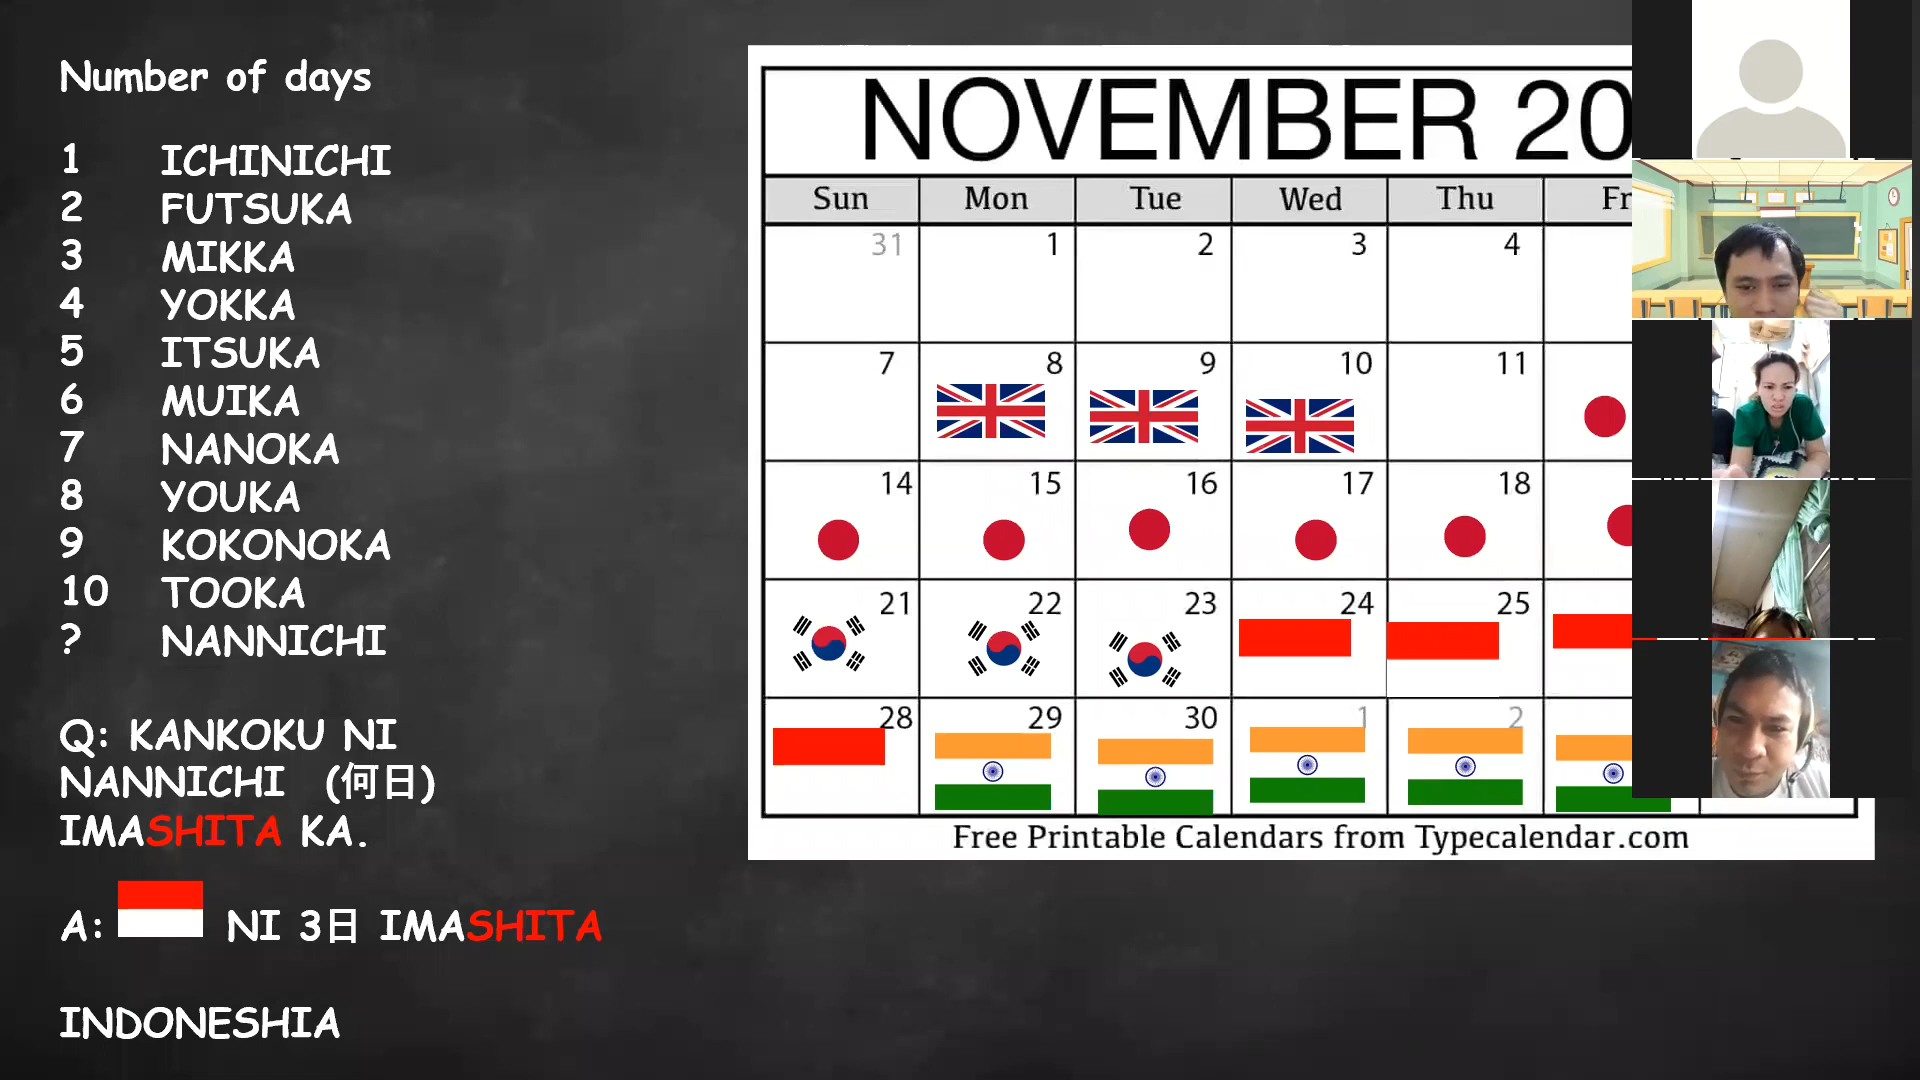 Number of days
1 ICHINICHI
2 FUTSUKA
3 MIKKA
4 YOKKA
5 ITSUKA
6 MUIKA
7 NANOKA
8 YOUKA
9 KOKONOKA
10 TOOKA
? NANNICHI
Q: KANKOKU NI
NANNICHI (何日)
IMASHITA KA.
A: NI 3日 IMASHITA
INDONESHIA
NOVEMBER 20
Sun Mon Tue Wed Thu Fr
31 1 2 3 4
7 8 9 10 11
14 15 16 17 18
21 22 23 24 25
28 29 30 1 2
Free Printable Calendars from Typecalendar.com